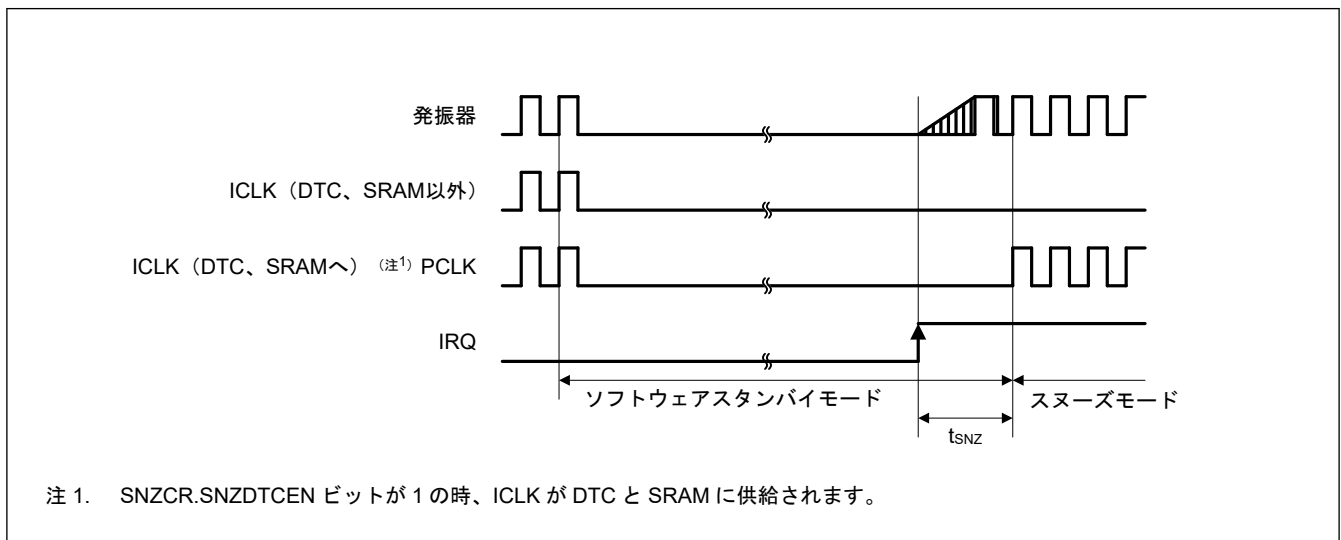 発振器
ICLK（DTC、SRAM以外）
ICLK（DTC、SRAMへ）（注1）PCLK
IRQ
ソフトウェアスタンバイモード
スヌーズモード
tSNZ
注 1. SNZCR.SNZDTCEN ビットが 1 の時、ICLK が DTC と SRAM に供給されます。